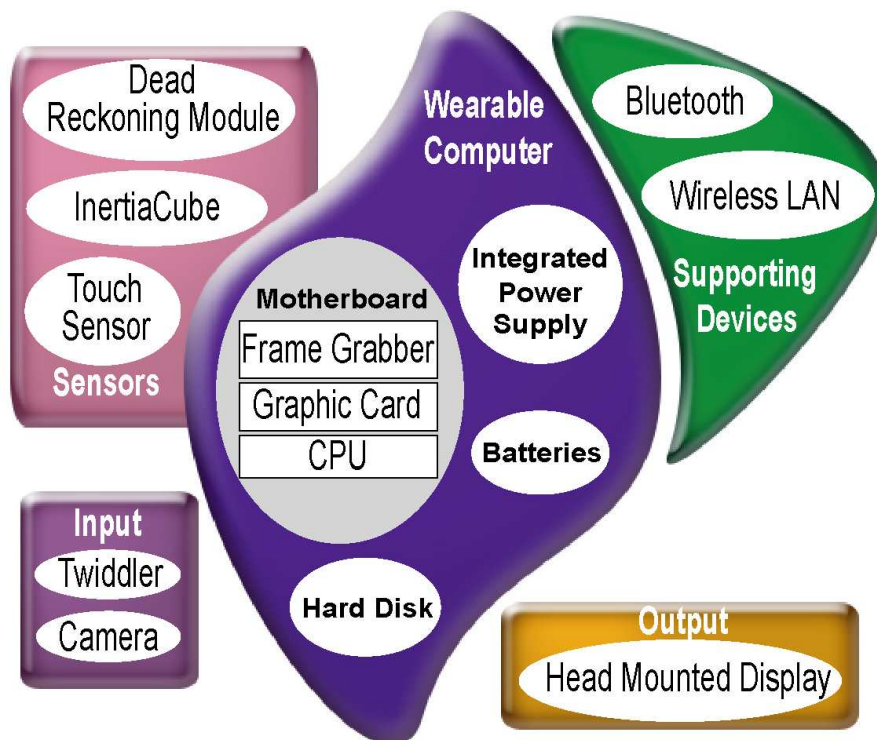 Dead
Reckoning Module
InertiaCube
Touch
Sensor
Sensors
Wearable
Computer
Motherboard
Frame Grabber
Graphic Card
CPU
Integrated
Power
Supply
Batteries
Hard Disk
Bluetooth
Wireless LAN
Supporting
Devices
Input
Twiddler
Camera
Output
Head Mounted Display